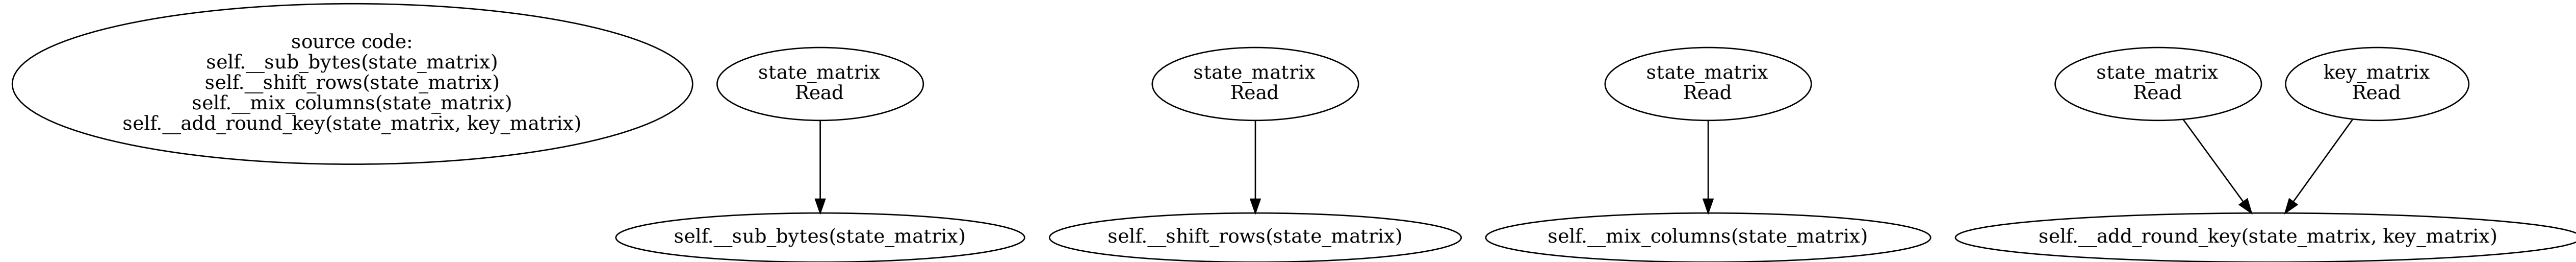 source code:
self.__sub_bytes(state_matrix)
self.__shift_rows(state_matrix)
self.__mix_columns(state_matrix)
self.__add_round_key(state_matrix, key_matrix)
state_matrix
Read
state_matrix
Read
state_matrix
Read
state_matrix
Read
key_matrix
Read
self.__sub_bytes(state_matrix)
self.__shift_rows(state_matrix)
self.__mix_columns(state_matrix)
self.__add_round_key(state_matrix, key_matrix)